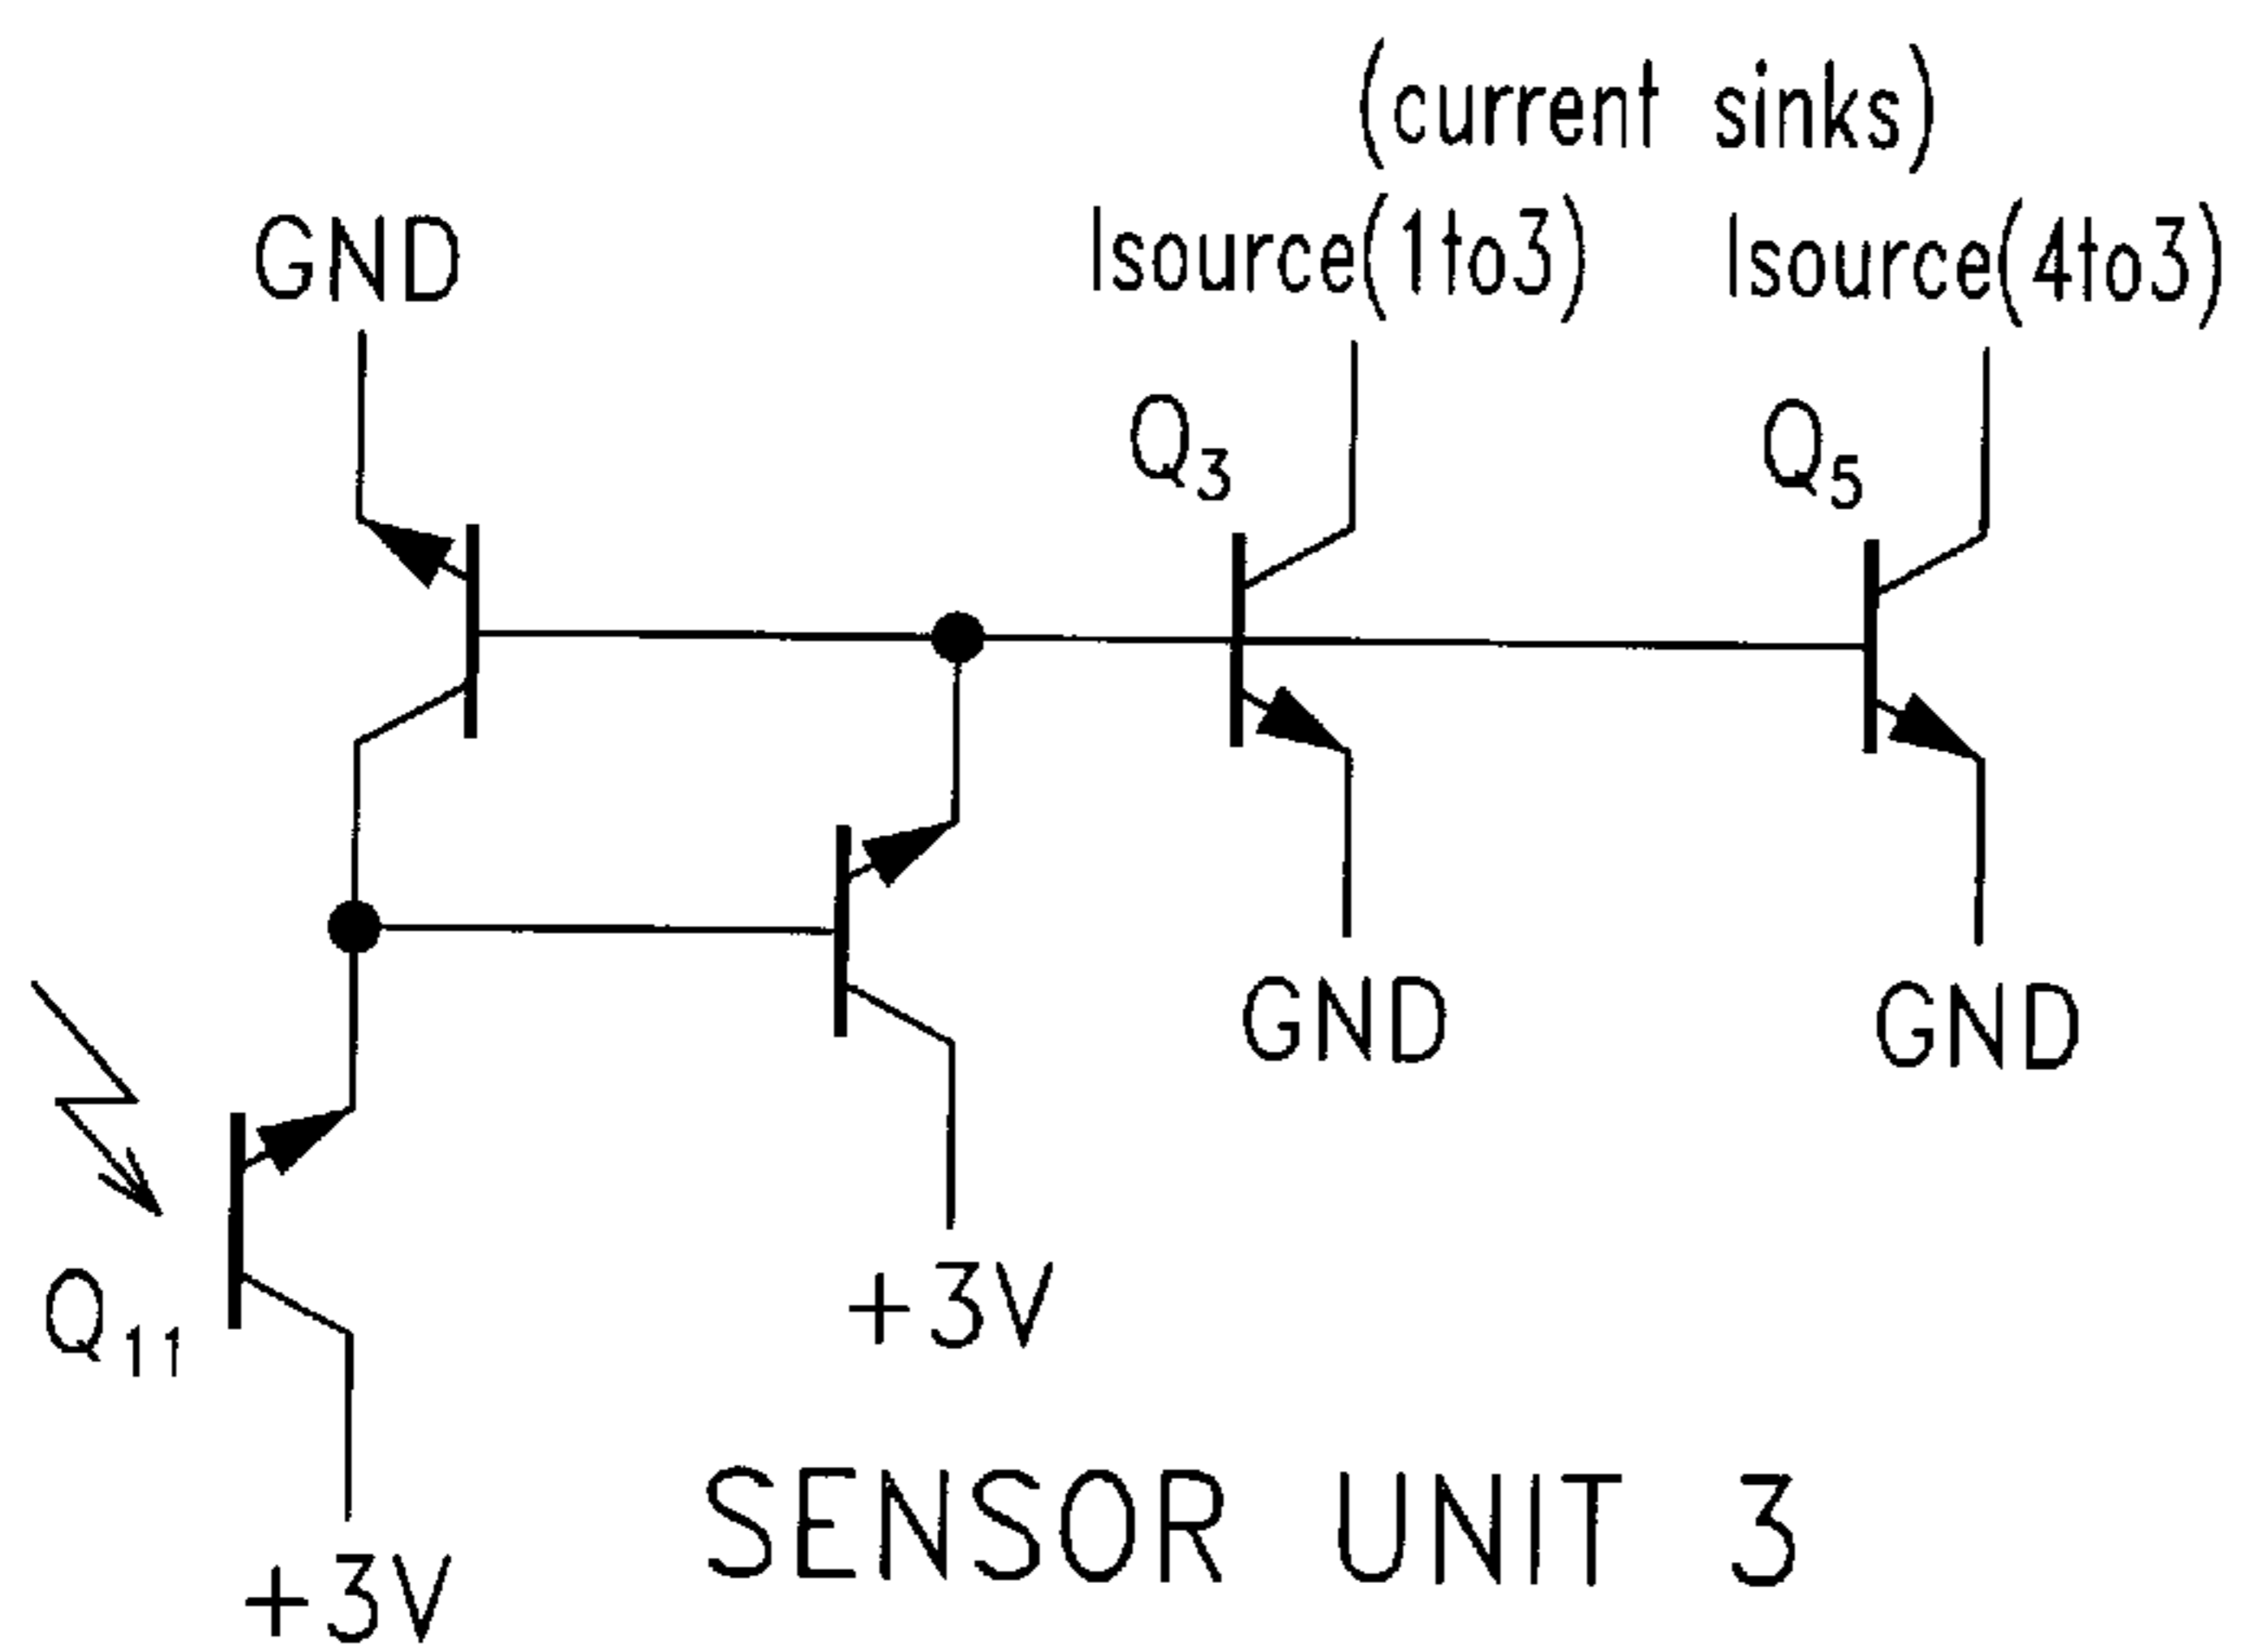 (current sinks)
GND Isource(1to3) Isource(4to3)
Q3 Q5
GND GND
Q11
+3V
SENSOR UNIT 3
+3V